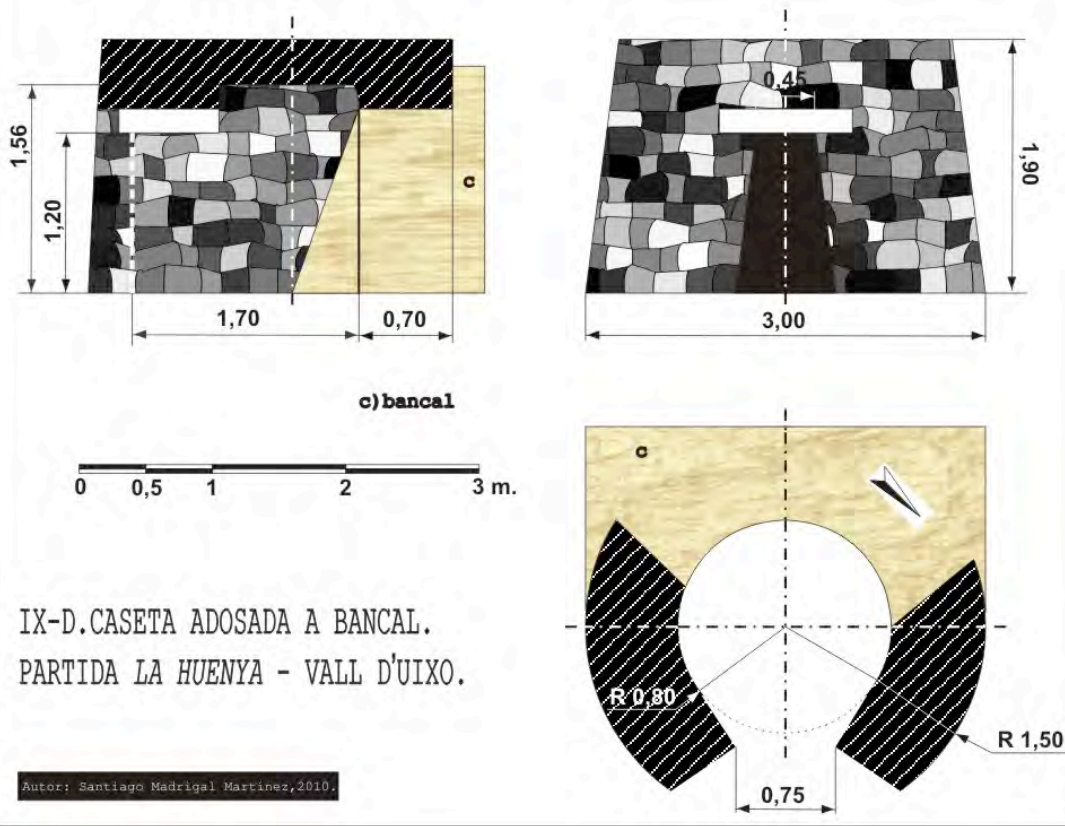 0,45
1,56
1,20
c
1,90
1,70
0,70
3,00
c)bancal
c
0 0,5 1 2 3 m.
IX-D.CASETA ADOSADA A BANCAL.
PARTIDA LA HUENYA - VALL D'UIXO.
R 0,80
R 1,50
0,75
Autor: Santiago Madrigal Martinez,2010.